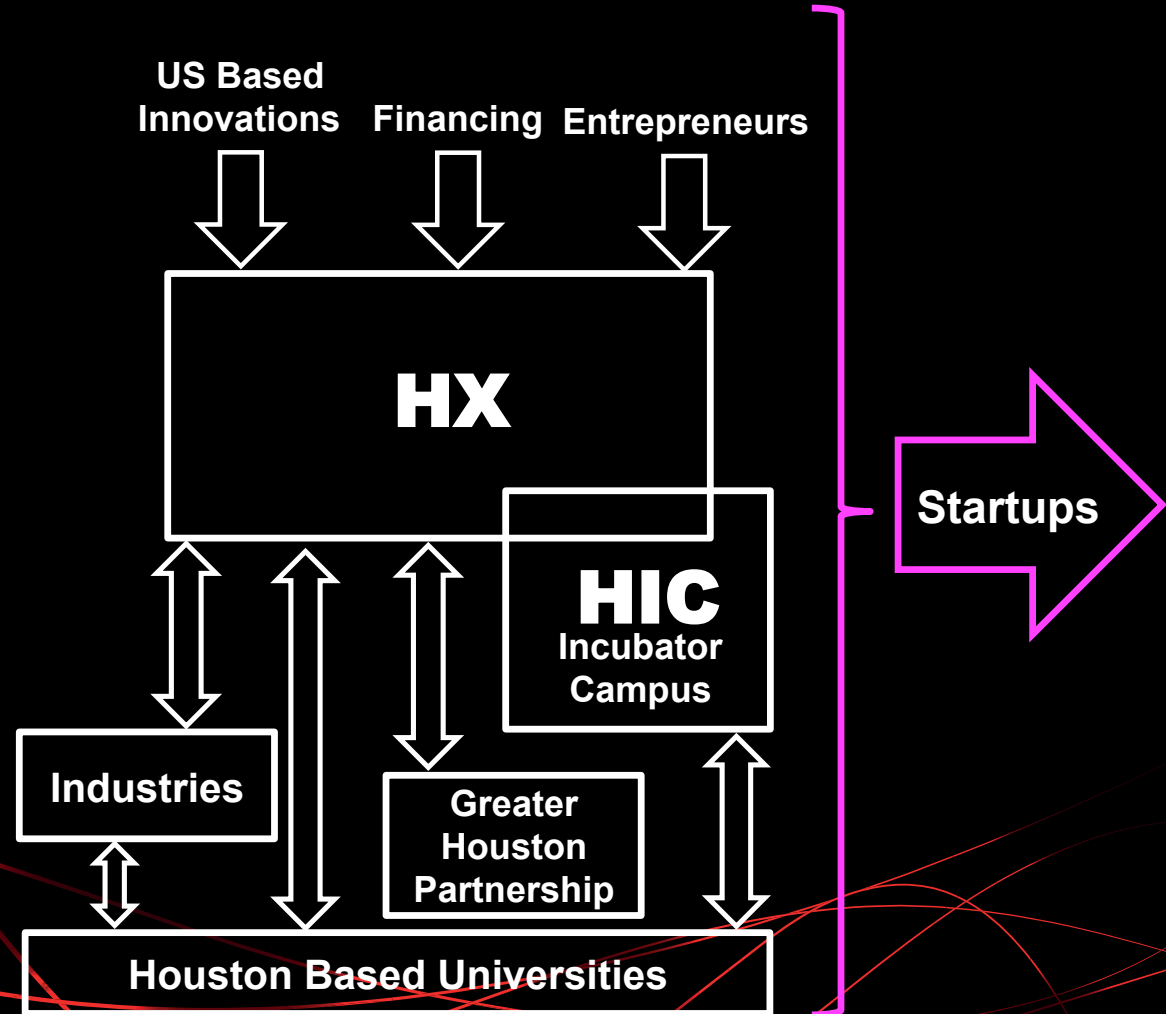 US Based
Innovations
Financing
Entrepreneurs
HX
Startups
HIC
Incubator
Campus
Industries
Greater
Houston
Partnership
Houston Based Universities